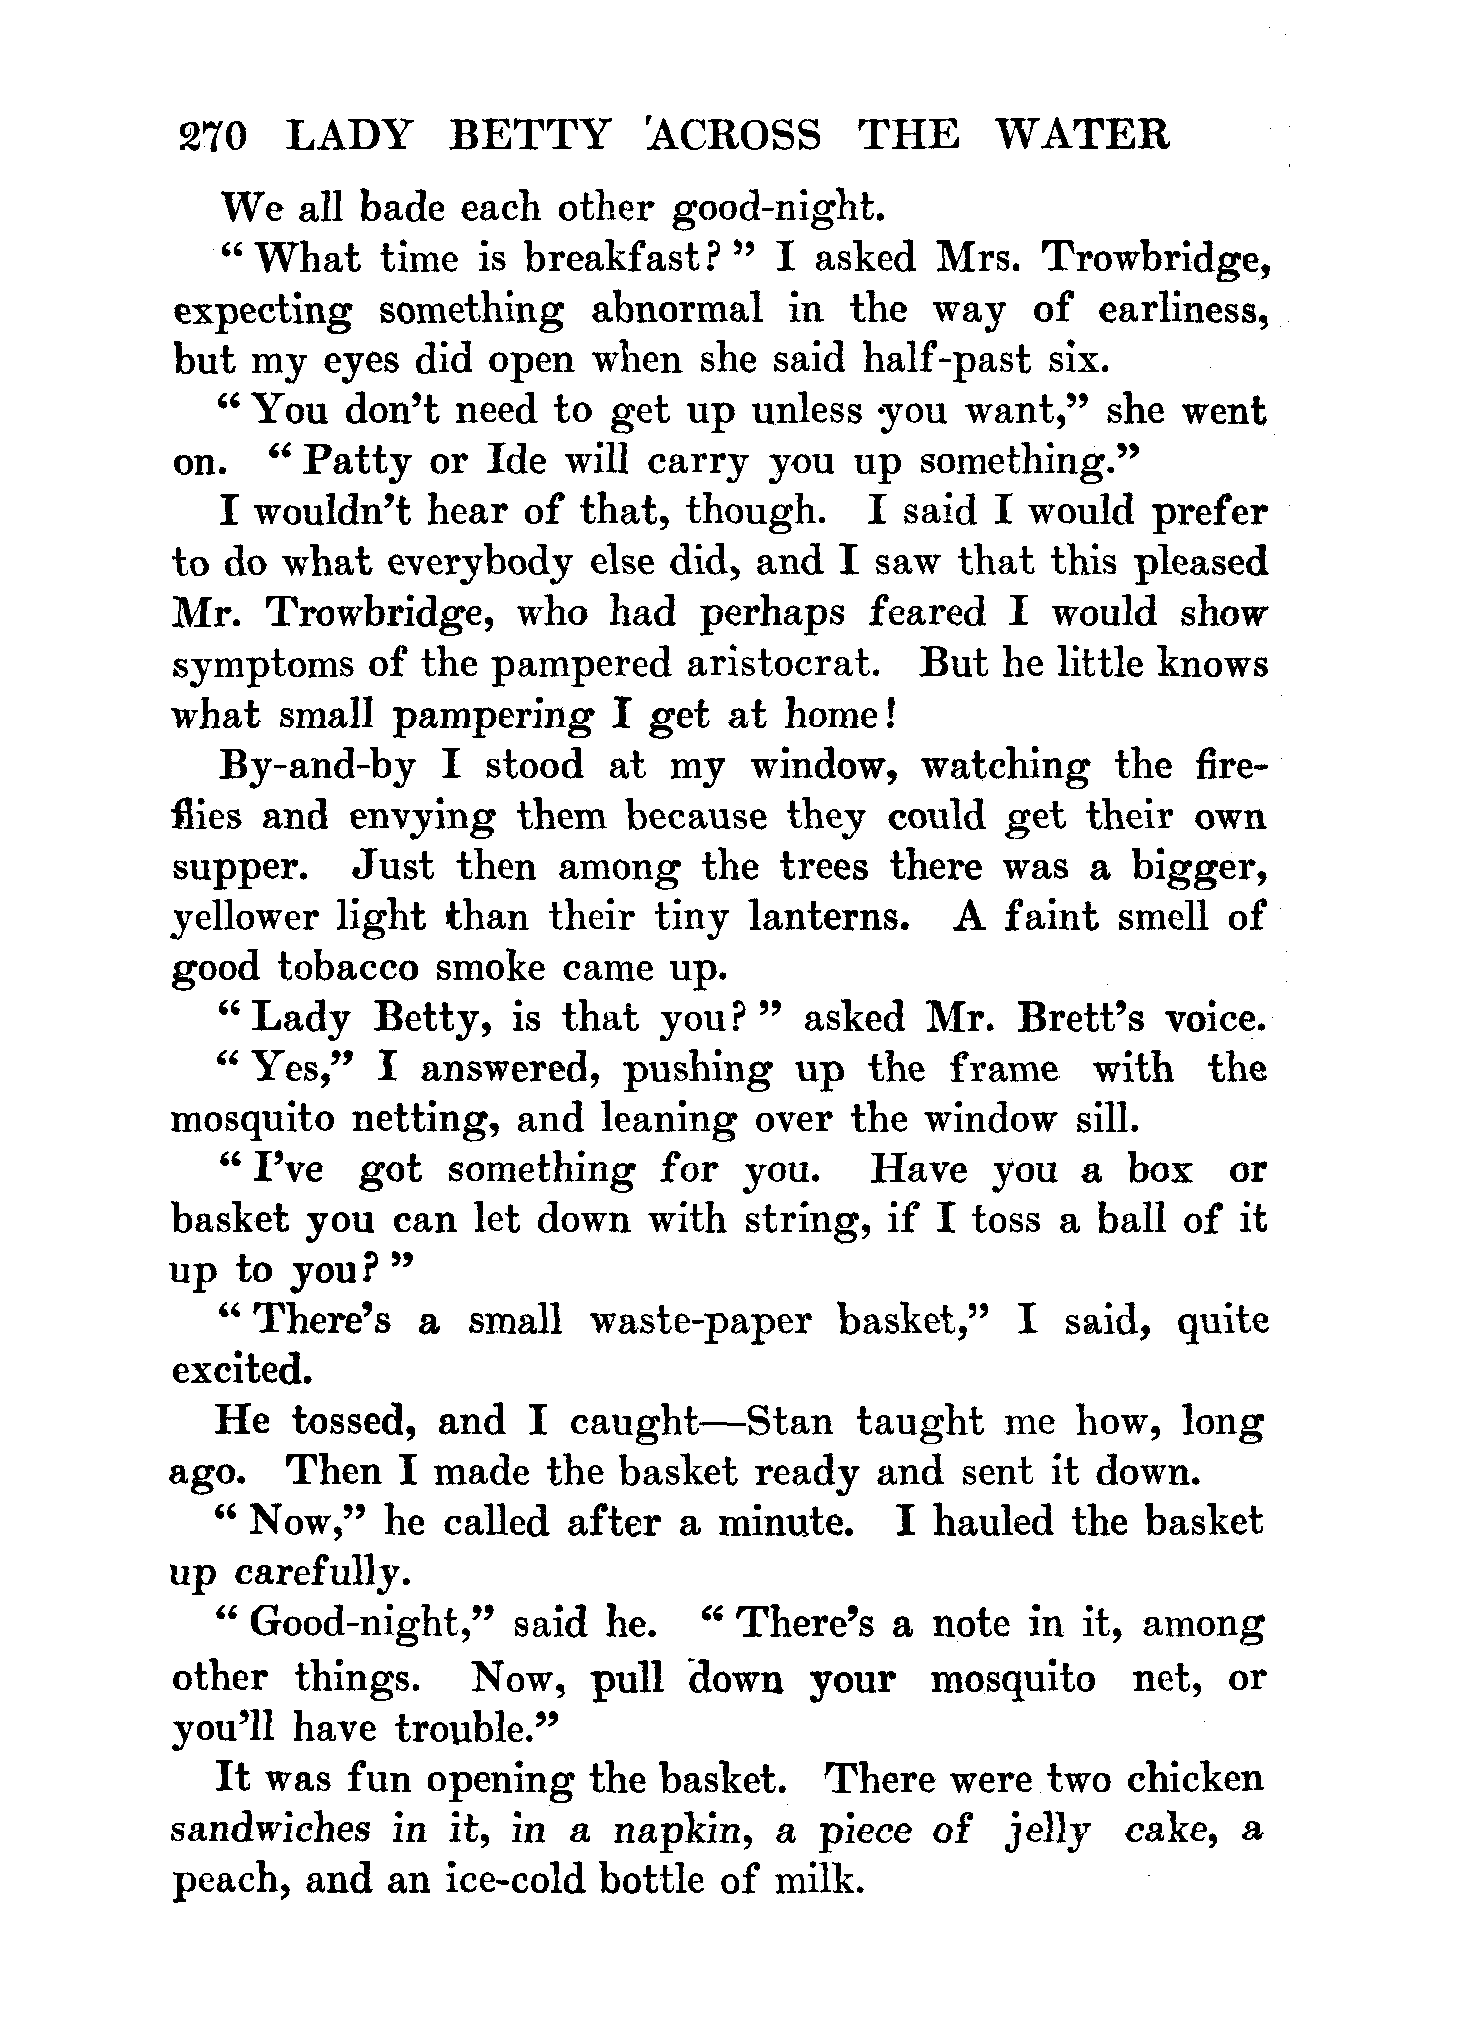 270 LADY BETTY ACROSS THE WATER
We all bade each other good-night.
“What time is breakfast?” I asked Mrs. Trowbridge,
expecting something abnormal in the way of earliness,
but my eyes did open when she said half-past six.
“You don’t need to get up unless you want,” she went
on. “Patty or Ide will carry you up something.”
I wouldn’t hear of that, though. I said I would prefer
to do what everybody else did, and I saw that this pleased
Mr. Trowbridge, who had perhaps feared I would show
symptoms of the pampered aristocrat. But he little knows
what small pampering I get at home!
By-and-by I stood at my window, watching the fire-
flies and envying them because they could get their own
supper. Just then among the trees there was a bigger,
yellower light than their tiny lanterns. A faint smell of
good tobacco smoke came up.
“Lady Betty, is that you?” asked Mr. Brett’s voice.
“Yes,” I answered, pushing up the frame with the
mosquito netting, and leaning over the window sill.
“I’ve got something for you. Have you a box or
basket you can let down with string, if I toss a ball of it
up to you?”
“There’s a small waste-paper basket,” I said, quite
excited.
He tossed, and I caught—Stan taught me how, long
ago. Then I made the basket ready and sent it down.
“Now,” he called after a minute. I hauled the basket
up carefully.
“Good-night,” said he. “There’s a note in it, among
other things. Now, pull down your mosquito net, or
you’ll have trouble.”
It was fun opening the basket. There were two chicken
sandwiches in it, in a napkin, a piece of jelly cake, a
peach, and an ice-cold bottle of milk.